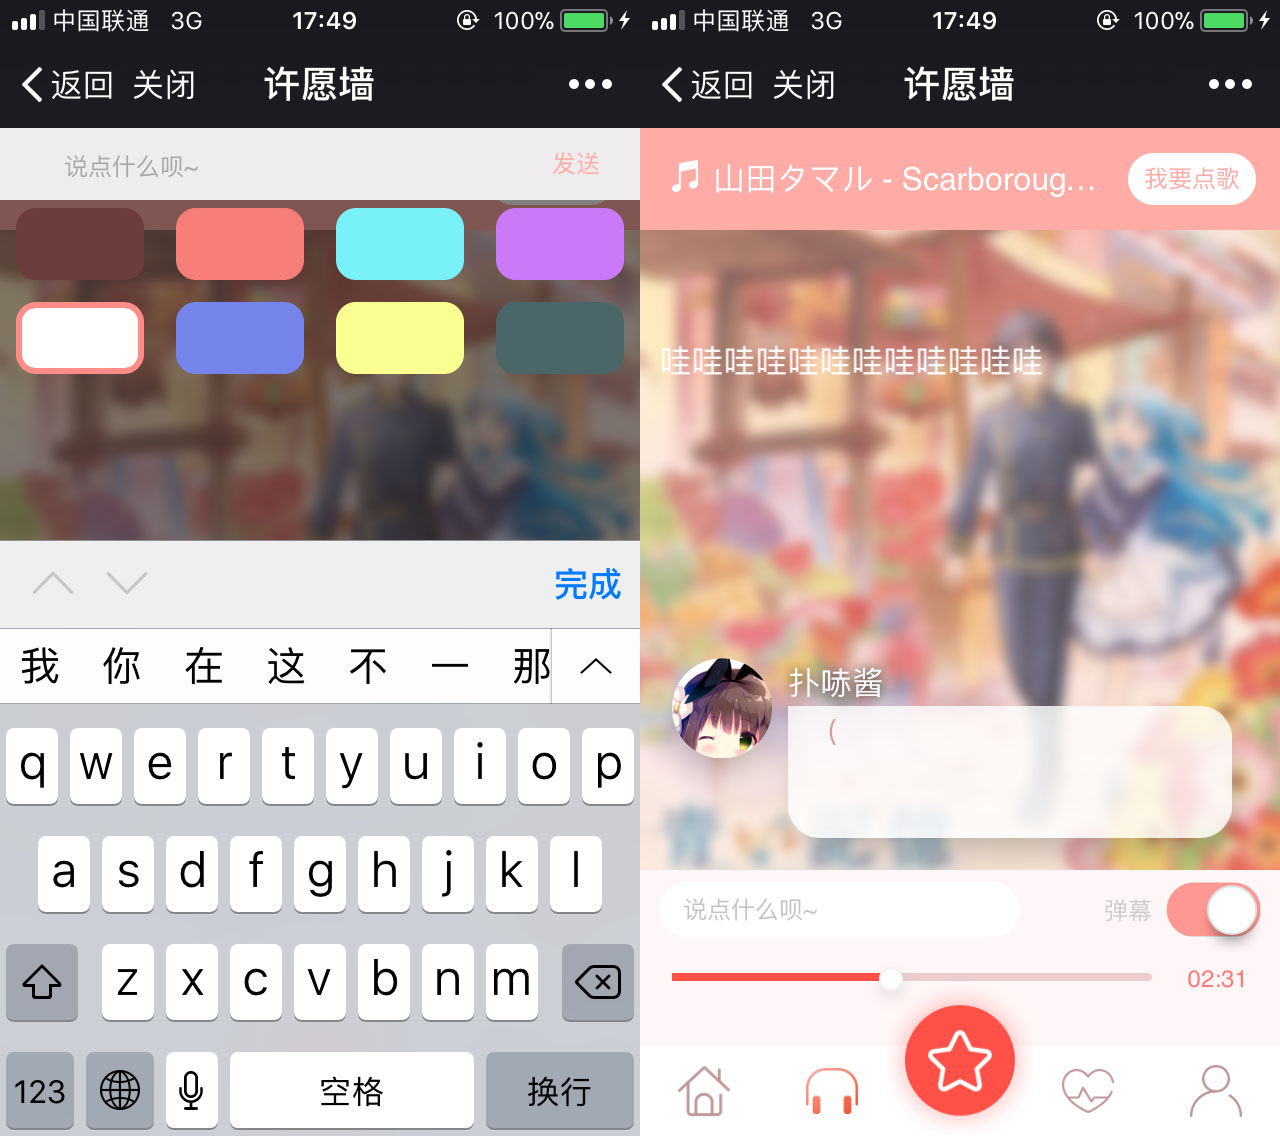 中国联通 3G 17:49 100%
返回 关闭 许愿墙
说点什么呗~ 发送
完成
我 你 在 这 不 一 那
q w e r t y u i o p
a s d f g h j k l
z x c v b n m
123 空格 换行
中国联通 3G 17:49 100%
返回 关闭 许愿墙
山田タマル - Scarboroug... 我要点歌
哇哇哇哇哇哇哇哇哇哇哇哇
扑哧酱
（
说点什么呗~ 弹幕
02:31